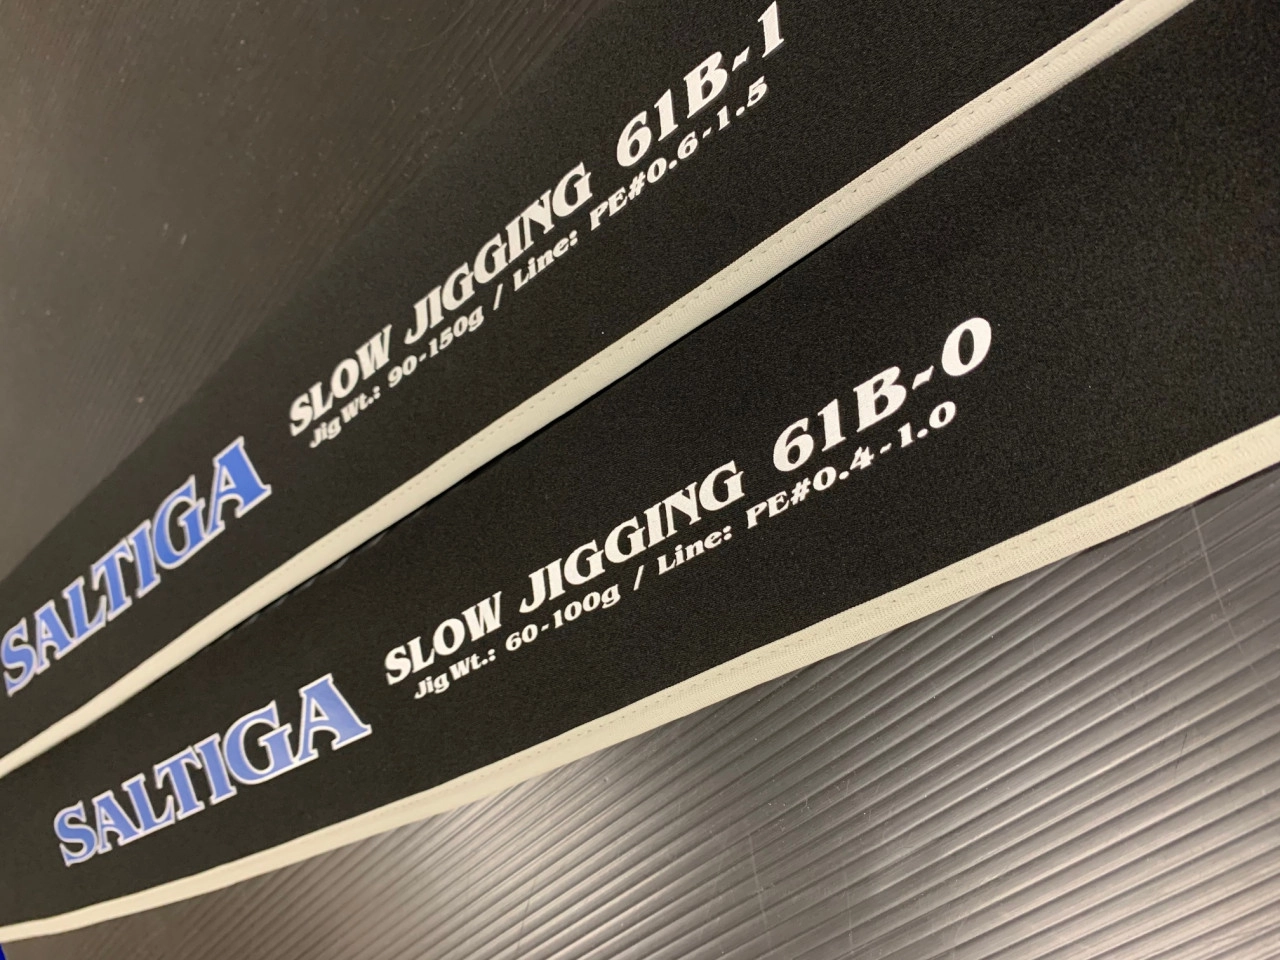 SALTIGA
SLOW JIGGING 61B-1
Jig Wt.: 90-150g / Line: PE#0.6-1.5
SALTIGA
SLOW JIGGING 61B-0
Jig Wt.: 60-100g / Line: PE#0.4-1.0